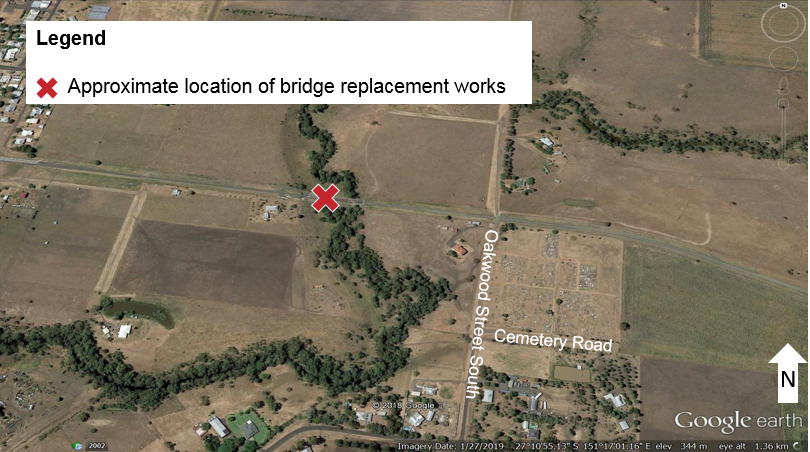 Legend
Approximate location of bridge replacement works
N
Oakwood Street South
Cemetery Road
N
© 2018 Google
Google earth
2002
Imagery Date: 1/27/2019 27°10'55.13" S 151°17'01.16" E elev 344 m eye alt 1.36 km